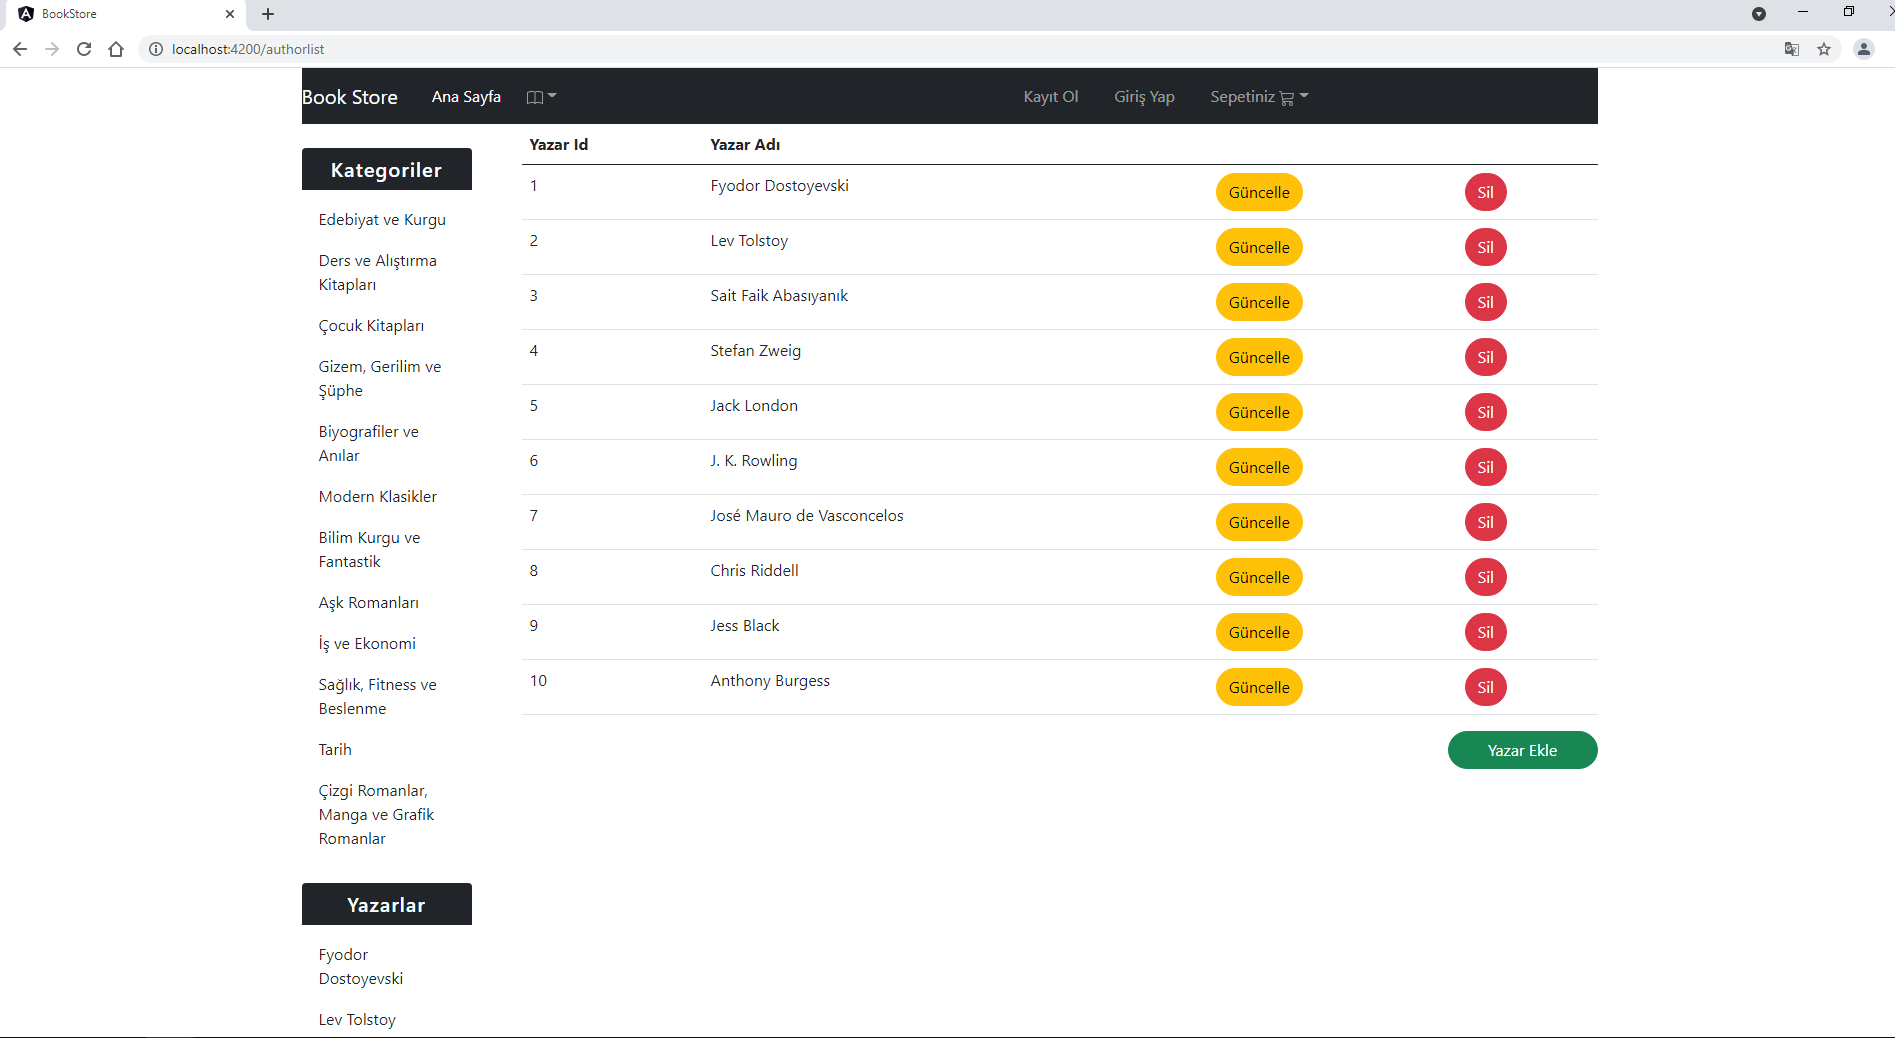 BookStore
localhost:4200/authorlist
Book Store Ana Sayfa Kayıt Ol Giriş Yap Sepetiniz
Kategoriler
Edebiyat ve Kurgu
Ders ve Alıştırma
Kitapları
Çocuk Kitapları
Gizem, Gerilim ve
Şüphe
Biyografiler ve
Anılar
Modern Klasikler
Bilim Kurgu ve
Fantastik
Aşk Romanları
İş ve Ekonomi
Sağlık, Fitness ve
Beslenme
Tarih
Çizgi Romanlar,
Manga ve Grafik
Romanlar
Yazarlar
Fyodor
Dostoyevski
Lev Tolstoy
Yazar Id Yazar Adı
1 Fyodor Dostoyevski Güncelle Sil
2 Lev Tolstoy Güncelle Sil
3 Sait Faik Abasıyanık Güncelle Sil
4 Stefan Zweig Güncelle Sil
5 Jack London Güncelle Sil
6 J. K. Rowling Güncelle Sil
7 José Mauro de Vasconcelos Güncelle Sil
8 Chris Riddell Güncelle Sil
9 Jess Black Güncelle Sil
10 Anthony Burgess Güncelle Sil
Yazar Ekle